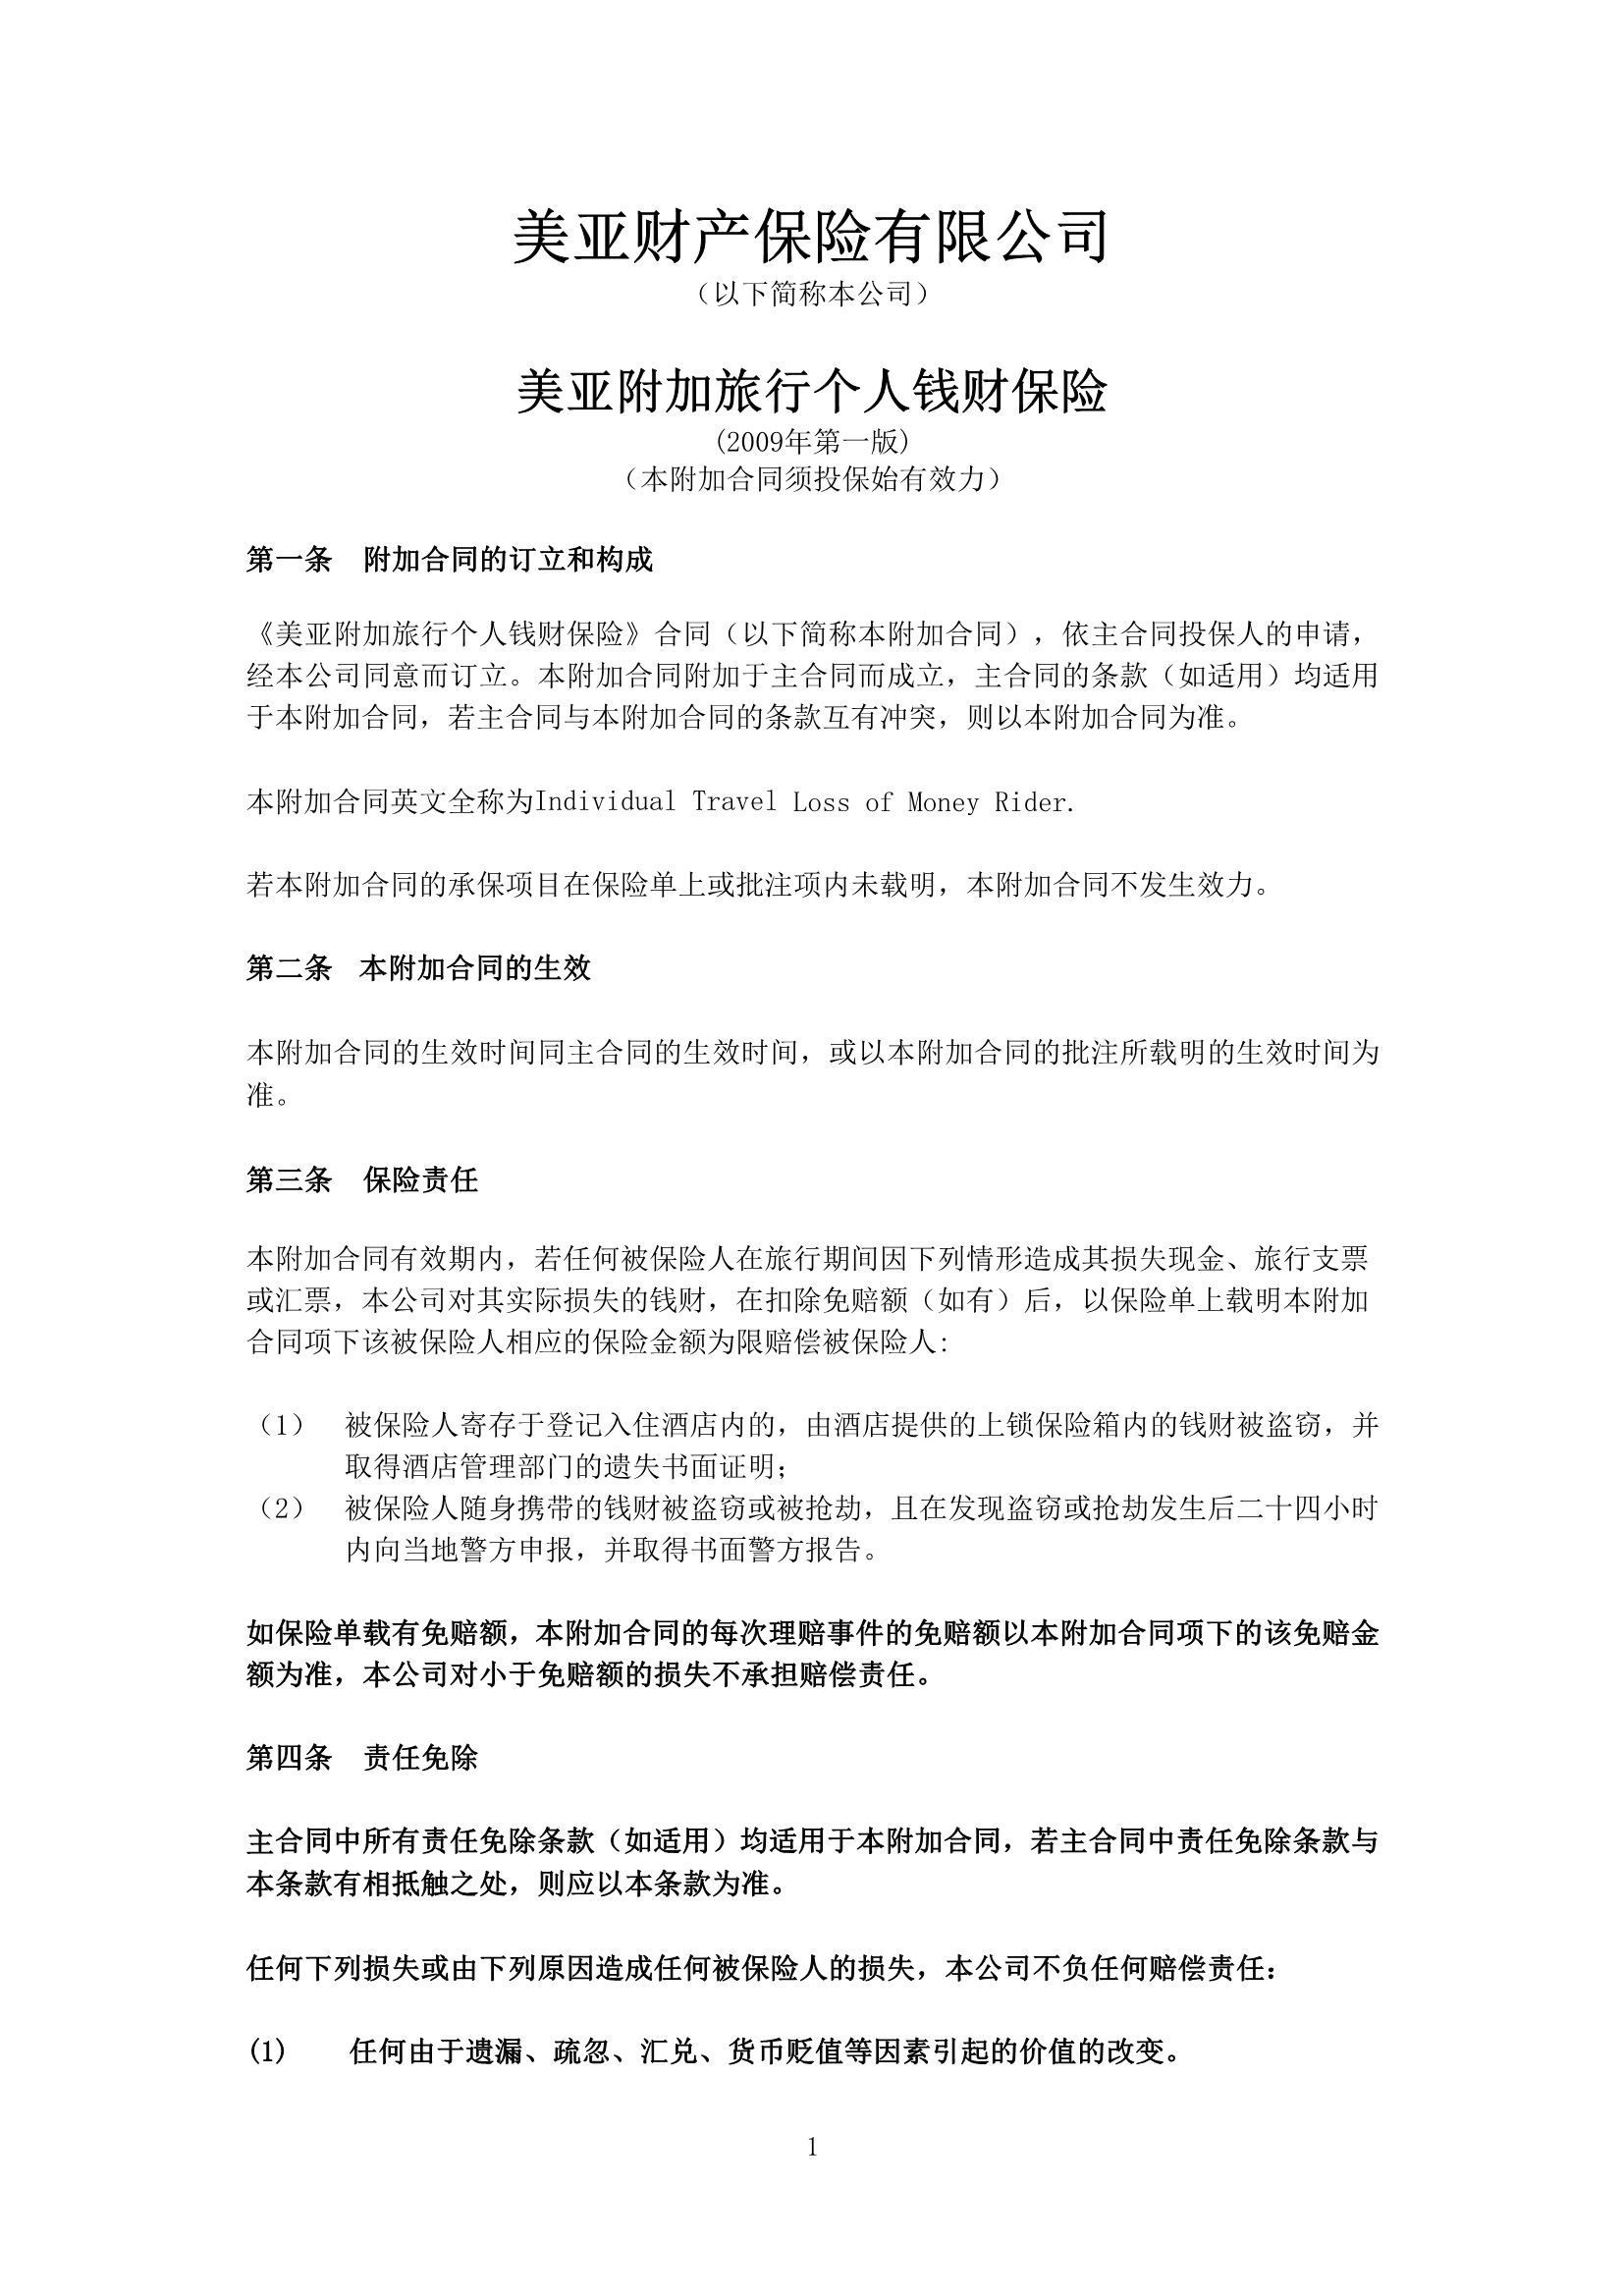 美亚财产保险有限公司
（以下简称本公司）
美亚附加旅行个人钱财保险
(2009年第一版)
（本附加合同须投保始有效力）
第一条　附加合同的订立和构成
《美亚附加旅行个人钱财保险》合同（以下简称本附加合同），依主合同投保人的申请，
经本公司同意而订立。本附加合同附加于主合同而成立，主合同的条款（如适用）均适用
于本附加合同，若主合同与本附加合同的条款互有冲突，则以本附加合同为准。
本附加合同英文全称为Individual Travel Loss of Money Rider.
若本附加合同的承保项目在保险单上或批注项内未载明，本附加合同不发生效力。
第二条　本附加合同的生效
本附加合同的生效时间同主合同的生效时间，或以本附加合同的批注所载明的生效时间为
准。
第三条　保险责任
本附加合同有效期内，若任何被保险人在旅行期间因下列情形造成其损失现金、旅行支票
或汇票，本公司对其实际损失的钱财，在扣除免赔额（如有）后，以保险单上载明本附加
合同项下该被保险人相应的保险金额为限赔偿被保险人:
（1）　被保险人寄存于登记入住酒店内的，由酒店提供的上锁保险箱内的钱财被盗窃，并
取得酒店管理部门的遗失书面证明;
（2）　被保险人随身携带的钱财被盗窃或被抢劫，且在发现盗窃或抢劫发生后二十四小时
内向当地警方申报，并取得书面警方报告。
如保险单载有免赔额，本附加合同的每次理赔事件的免赔额以本附加合同项下的该免赔金
额为准，本公司对小于免赔额的损失不承担赔偿责任。
第四条　责任免除
主合同中所有责任免除条款（如适用）均适用于本附加合同，若主合同中责任免除条款与
本条款有相抵触之处，则应以本条款为准。
任何下列损失或由下列原因造成任何被保险人的损失，本公司不负任何赔偿责任：
(1)　　任何由于遗漏、疏忽、汇兑、货币贬值等因素引起的价值的改变。
1